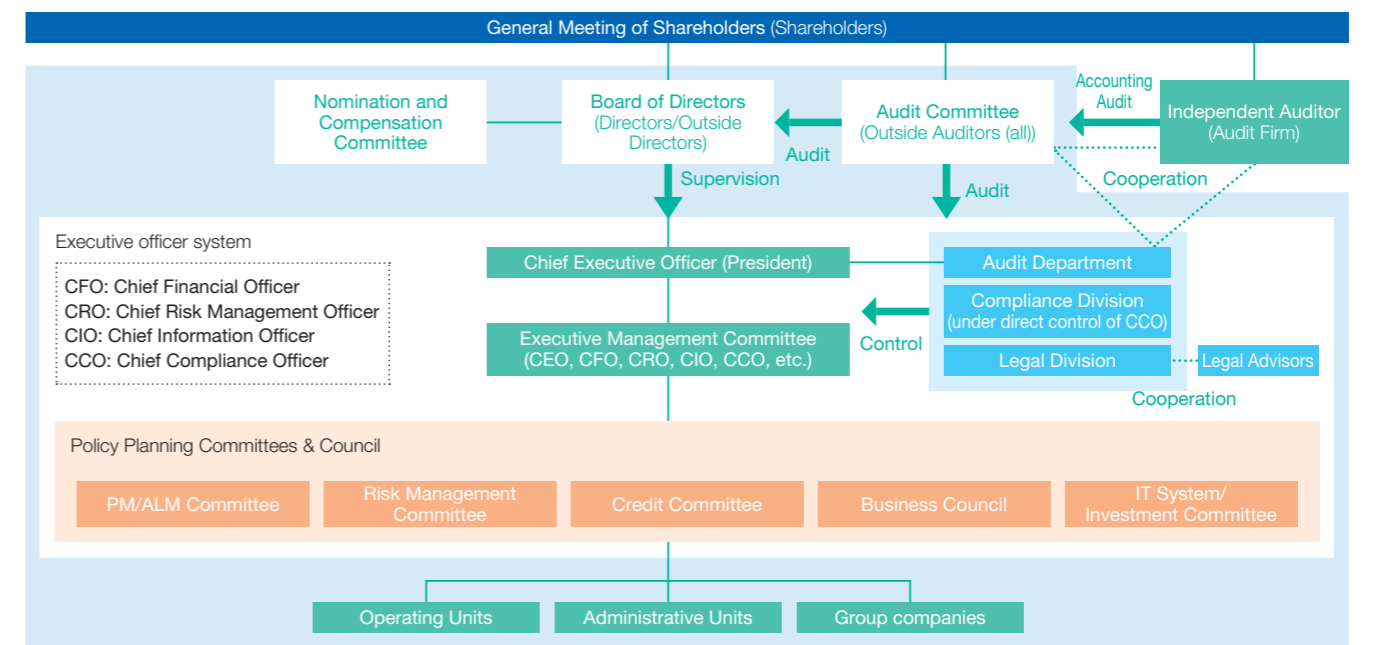 General Meeting of Shareholders (Shareholders)
Nomination and
Compensation
Committee
Board of Directors
(Directors/Outside
Directors)
Audit
Audit Committee
(Outside Auditors (all))
Accounting
Audit
Independent Auditor
(Audit Firm)
Cooperation
Supervision
Audit
Executive officer system
CFO: Chief Financial Officer
CRO: Chief Risk Management Officer
CIO: Chief Information Officer
CCO: Chief Compliance Officer
Chief Executive Officer (President)
Audit Department
Compliance Division
(under direct control of CCO)
Control
Executive Management Committee
(CEO, CFO, CRO, CIO, CCO, etc.)
Legal Division
Legal Advisors
Cooperation
Policy Planning Committees & Council
PM/ALM Committee
Risk Management
Committee
Credit Committee
Business Council
IT System/
Investment Committee
Operating Units
Administrative Units
Group companies